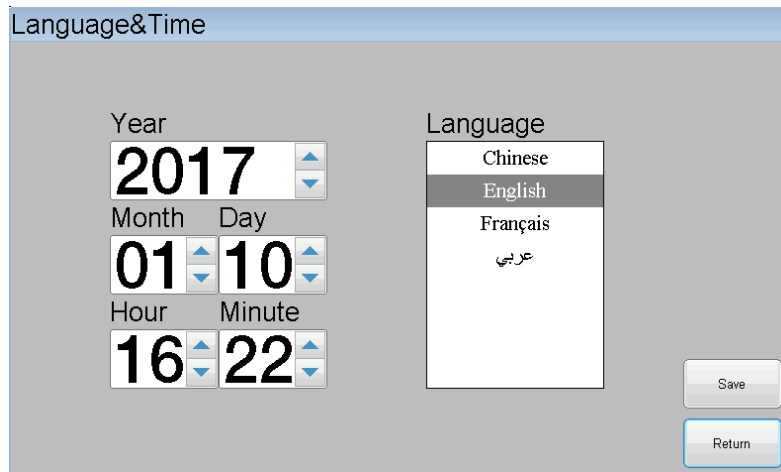 Language&Time
Year
2017
Month Day
01 10
Hour Minute
16 22
Language
Chinese
English
Français
عربي
Save
Return